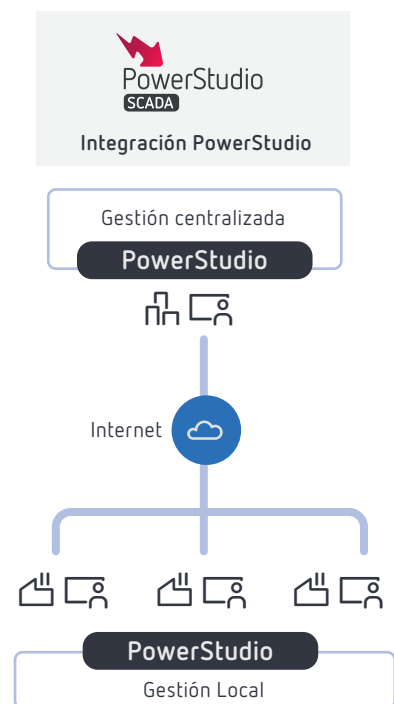 PowerStudio
SCADA
Integración PowerStudio
Gestión centralizada
PowerStudio
Internet
PowerStudio
Gestión Local